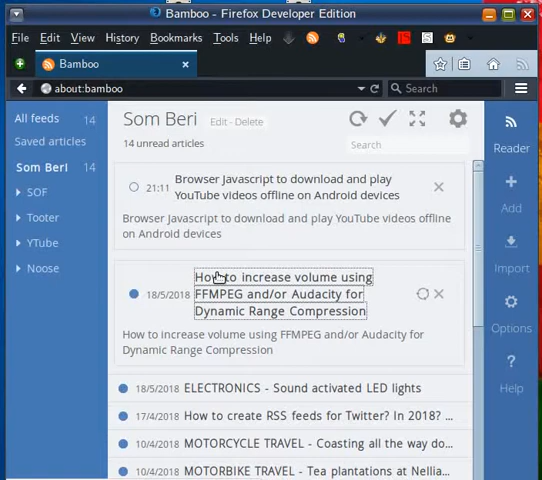 Bamboo - Firefox Developer Edition
File Edit View History Bookmarks Tools Help
Bamboo
about:bamboo
Search
All feeds 14
Saved articles
Som Beri 14
SOF
Tooter
YTube
Noose
Som Beri Edit - Delete
14 unread articles
Search
21:11 Browser Javascript to download and play
YouTube videos offline on Android devices
Browser Javascript to download and play YouTube videos offline
on Android devices
18/5/2018 How to increase volume using
FFMPEG and/or Audacity for
Dynamic Range Compression
How to increase volume using FFMPEG and/or Audacity for
Dynamic Range Compression
18/5/2018 ELECTRONICS - Sound activated LED lights
17/4/2018 How to create RSS feeds for Twitter? In 2018? ...
10/4/2018 MOTORCYCLE TRAVEL - Coasting all the way do...
10/4/2018 MOTORBIKE TRAVEL - Tea plantations at Nellia...
Reader
Add
Import
Options
Help